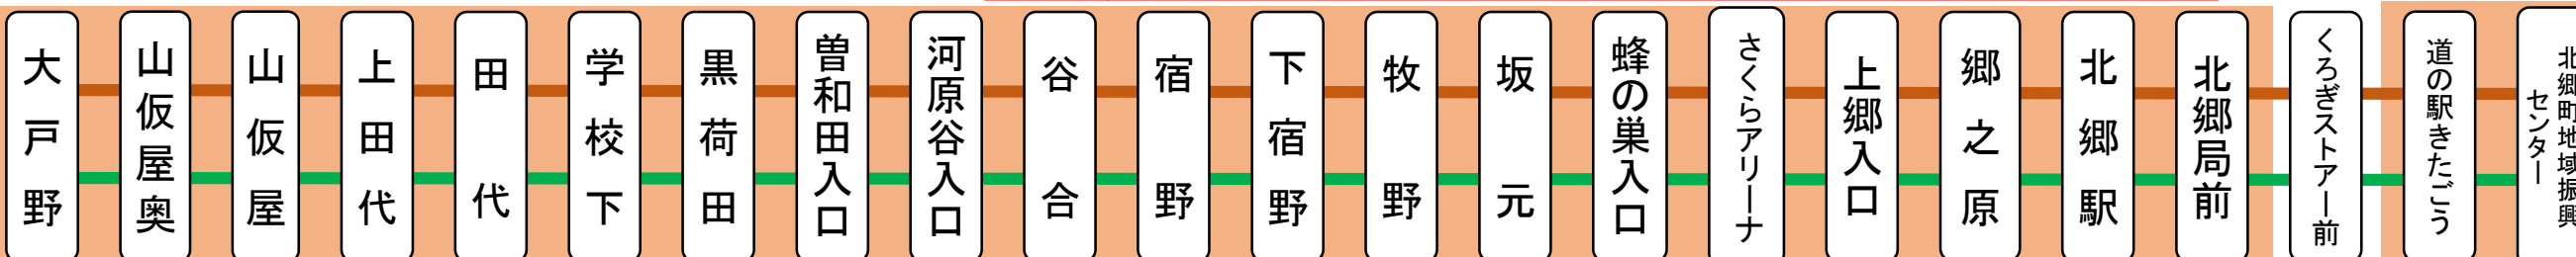 大戸野
山仮屋奥
山仮屋
上田代
田代
学校下
黒荷田
曽和田入口
河原谷入口
谷合
宿野
下宿野
牧野
坂元
蜂の巣入口
さくらアリーナ
上郷入口
郷之原
北郷駅
北郷局前
くろぎストアー前
道の駅きたごう
北郷町地域振興
センター